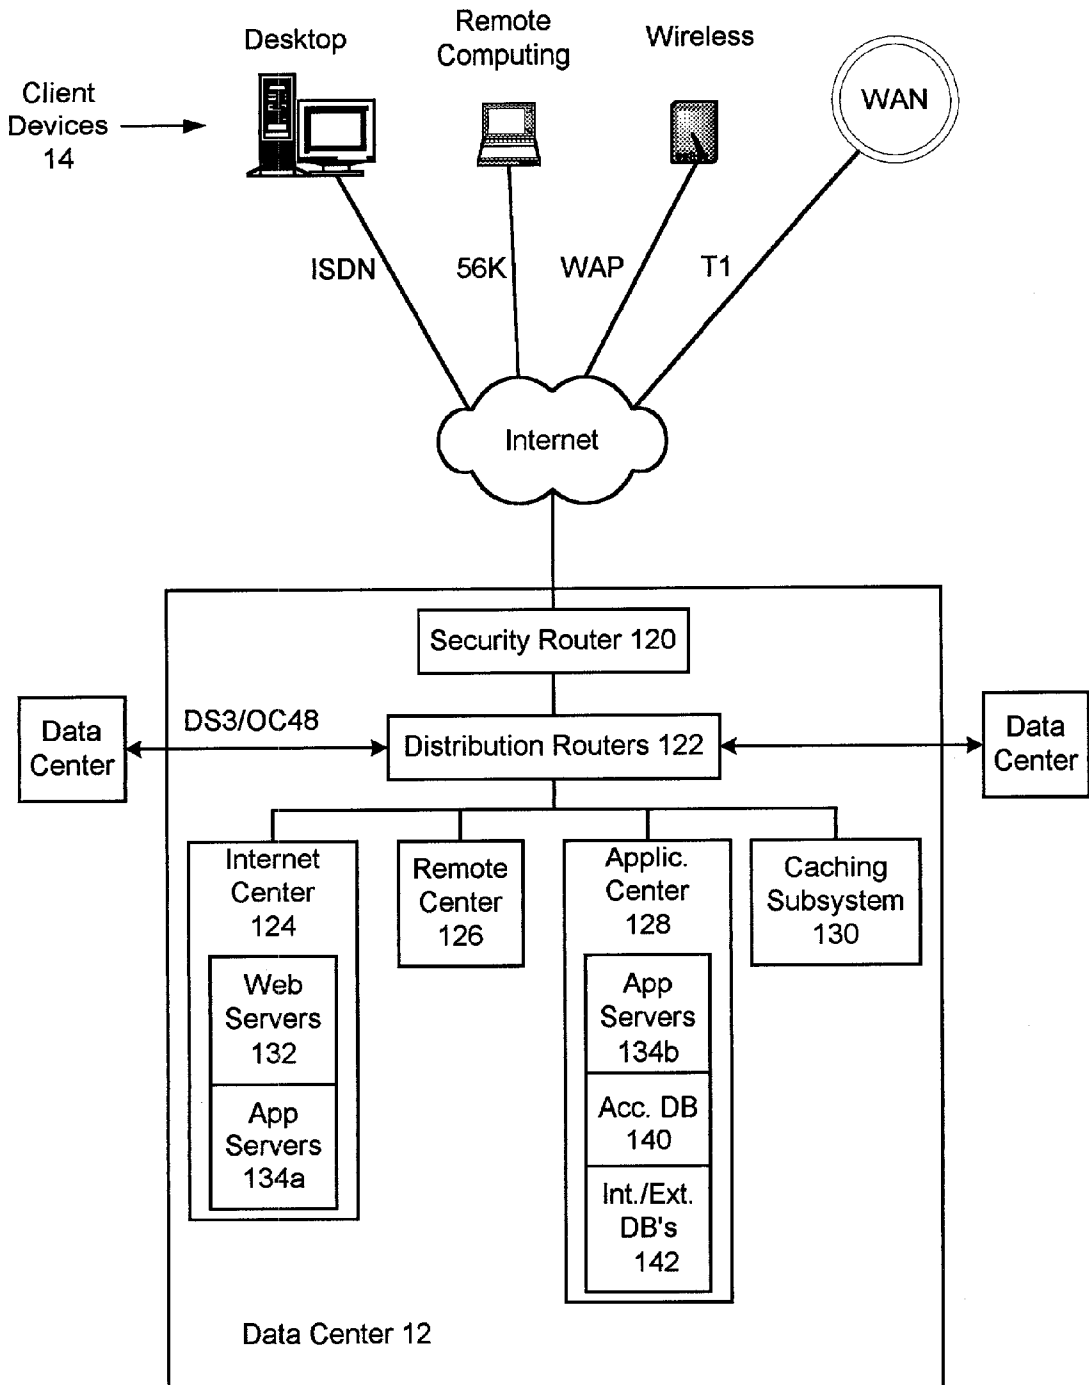 Desktop
Remote
Computing
Wireless
WAN
Client
Devices
14
ISDN
56K
WAP
T1
Internet
Security Router 120
Data
Center
DS3/OC48
Distribution Routers 122
Data
Center
Internet
Center
124
Web
Servers
132
App
Servers
134a
Remote
Center
126
Applic.
Center
128
App
Servers
134b
Acc. DB
140
Int./Ext.
DB's
142
Caching
Subsystem
130
Data Center 12